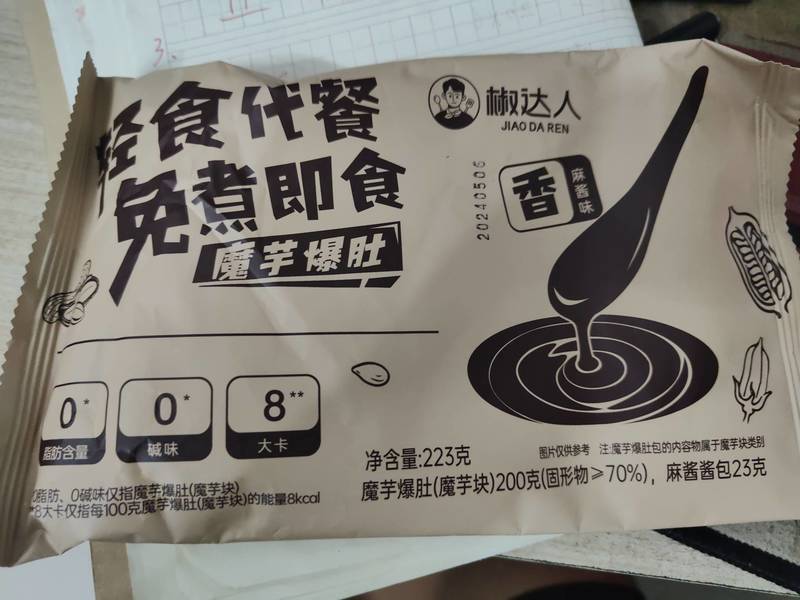 轻食代餐
免煮即食
魔芋爆肚
椒达人
JIAO DA REN
20240506
香
麻酱味
0*
脂肪含量
0*
碱味
8**
大卡
净含量:223克
图片仅供参考 注:魔芋爆肚包的内容物属于魔芋块类别
魔芋爆肚(魔芋块)200克(固形物≥70%)，麻酱酱包23克
0脂肪、0碱味仅指魔芋爆肚(魔芋块)
*8大卡仅指每100克魔芋爆肚(魔芋块)的能量8kcal
3.